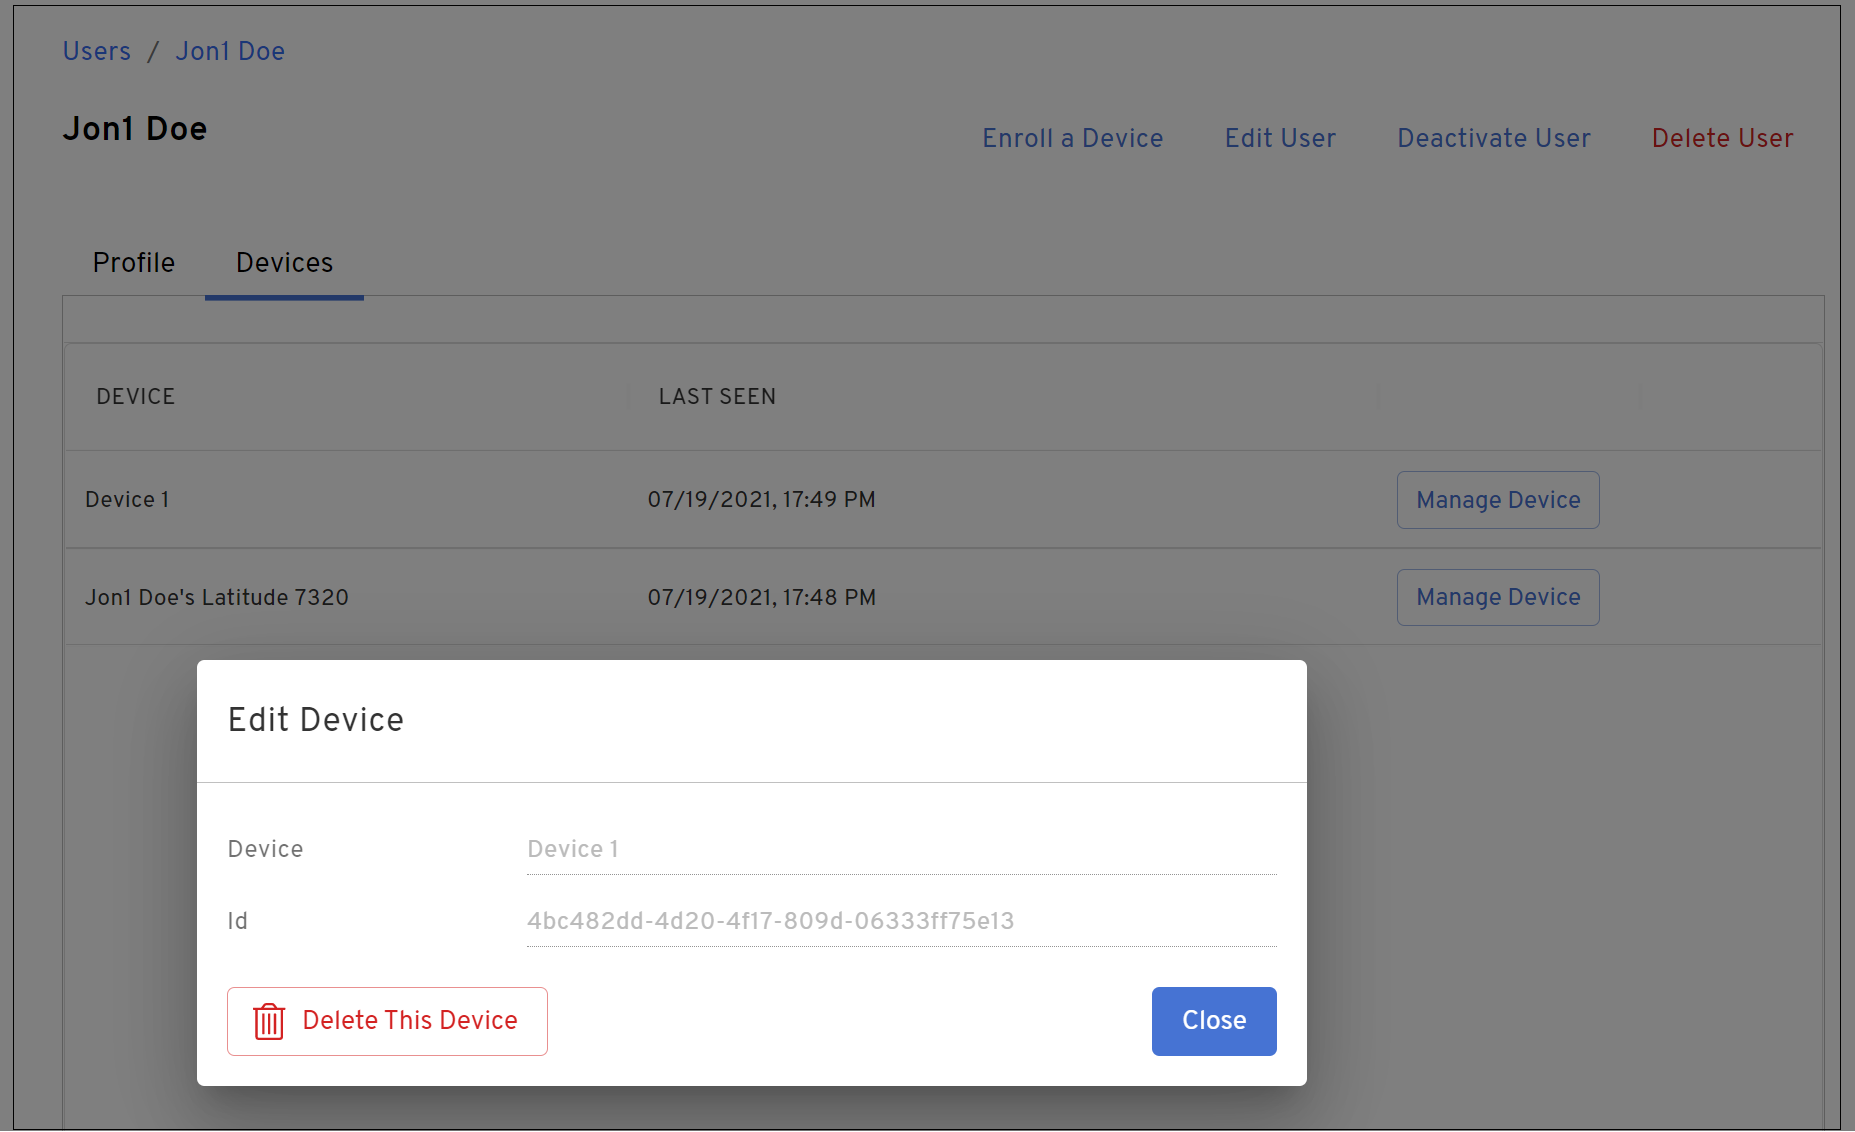 Users / Jon1 Doe
Jon1 Doe
Enroll a Device Edit User Deactivate User Delete User
Profile Devices
DEVICE LAST SEEN
Device 1 07/19/2021, 17:49 PM Manage Device
Jon1 Doe's Latitude 7320 07/19/2021, 17:48 PM Manage Device
Edit Device
Device Device 1
Id 4bc482dd-4d20-4f17-809d-06333ff75e13
Delete This Device Close